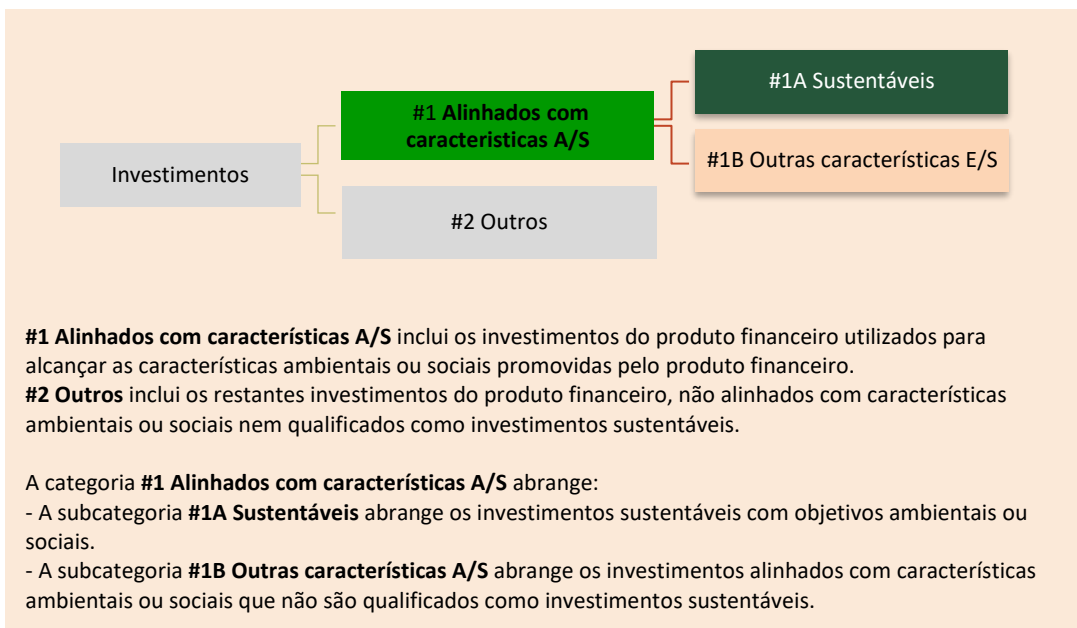 #1A Sustentáveis
#1 Alinhados com
caracteristicas A/S
#1B Outras características E/S
Investimentos
#2 Outros
#1 Alinhados com características A/S inclui os investimentos do produto financeiro utilizados para
alcançar as características ambientais ou sociais promovidas pelo produto financeiro.
#2 Outros inclui os restantes investimentos do produto financeiro, não alinhados com características
ambientais ou sociais nem qualificados como investimentos sustentáveis.
A categoria #1 Alinhados com características A/S abrange:
- A subcategoria #1A Sustentáveis abrange os investimentos sustentáveis com objetivos ambientais ou
sociais.
- A subcategoria #1B Outras características A/S abrange os investimentos alinhados com características
ambientais ou sociais que não são qualificados como investimentos sustentáveis.